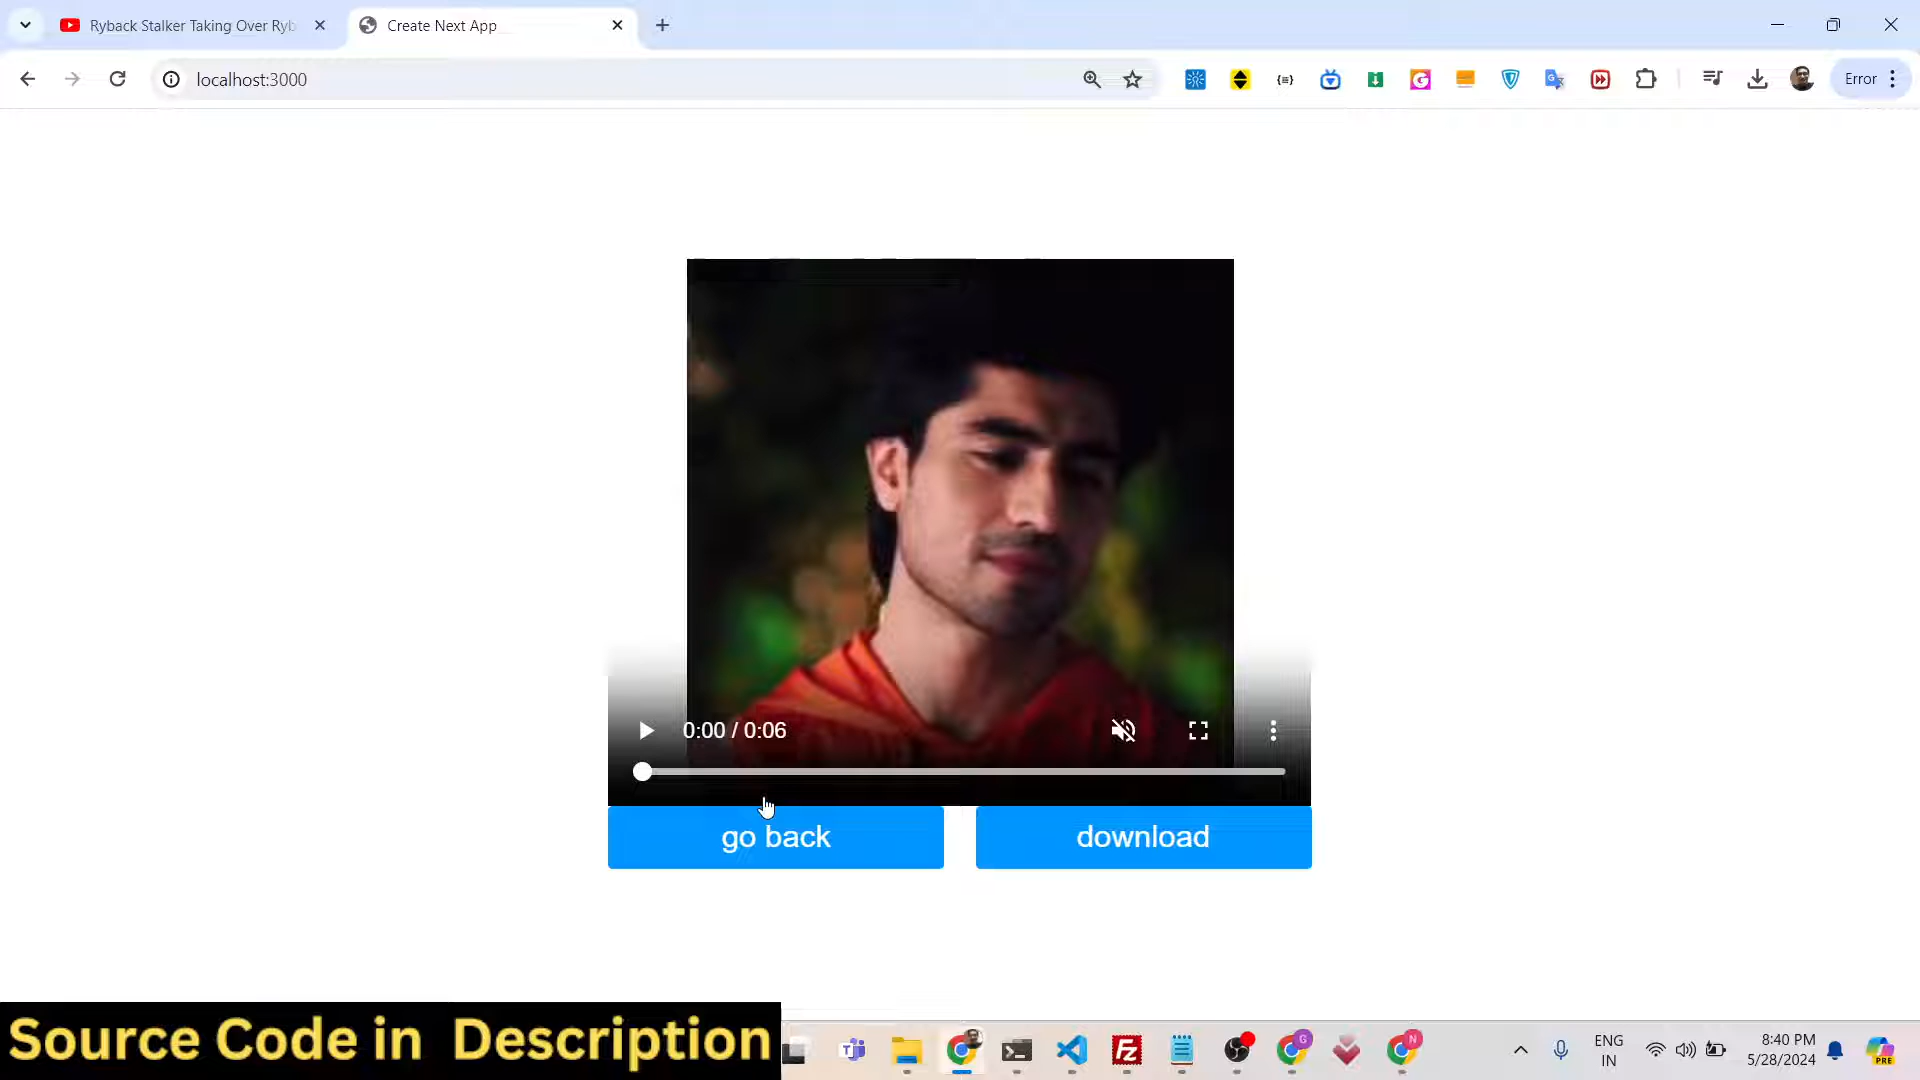 Ryback Stalker Taking Over Ryb
Create Next App
localhost:3000
Error
0:00 / 0:06
go back
download
Source Code in Description
ENG
IN
8:40 PM
5/28/2024
PRE